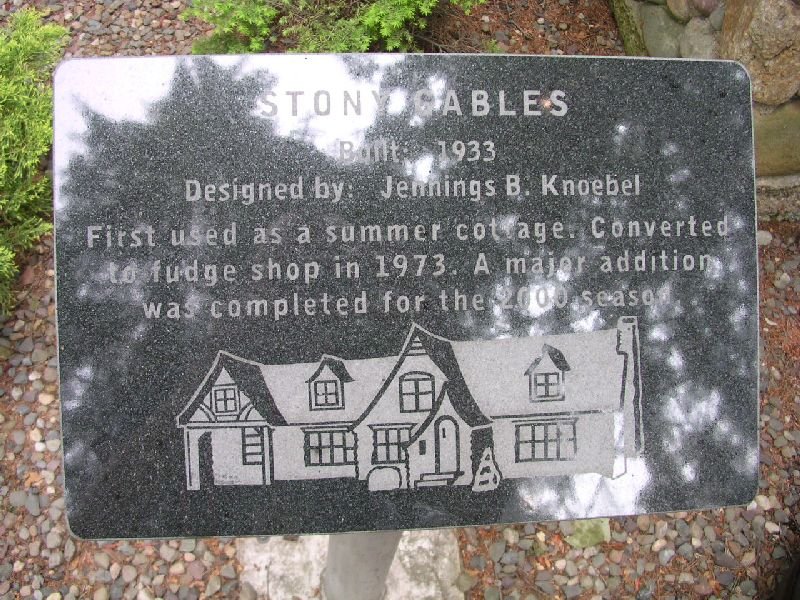 STONY GABLES
Built: 1933
Designed by: Jennings B. Knoebel
First used as a summer cottage. Converted
to fudge shop in 1973. A major addition
was completed for the 2000 season.